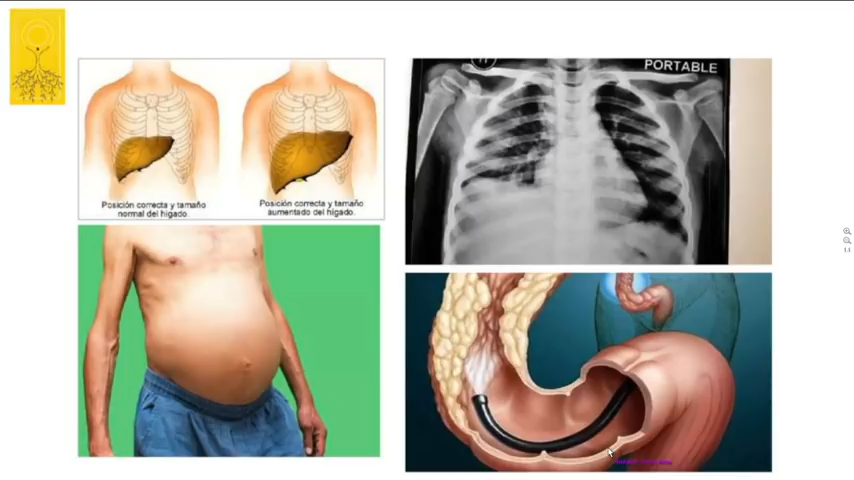 Posición correcta y tamaño
normal del hígado.
Posición correcta y tamaño
aumentado del hígado.
PORTABLE